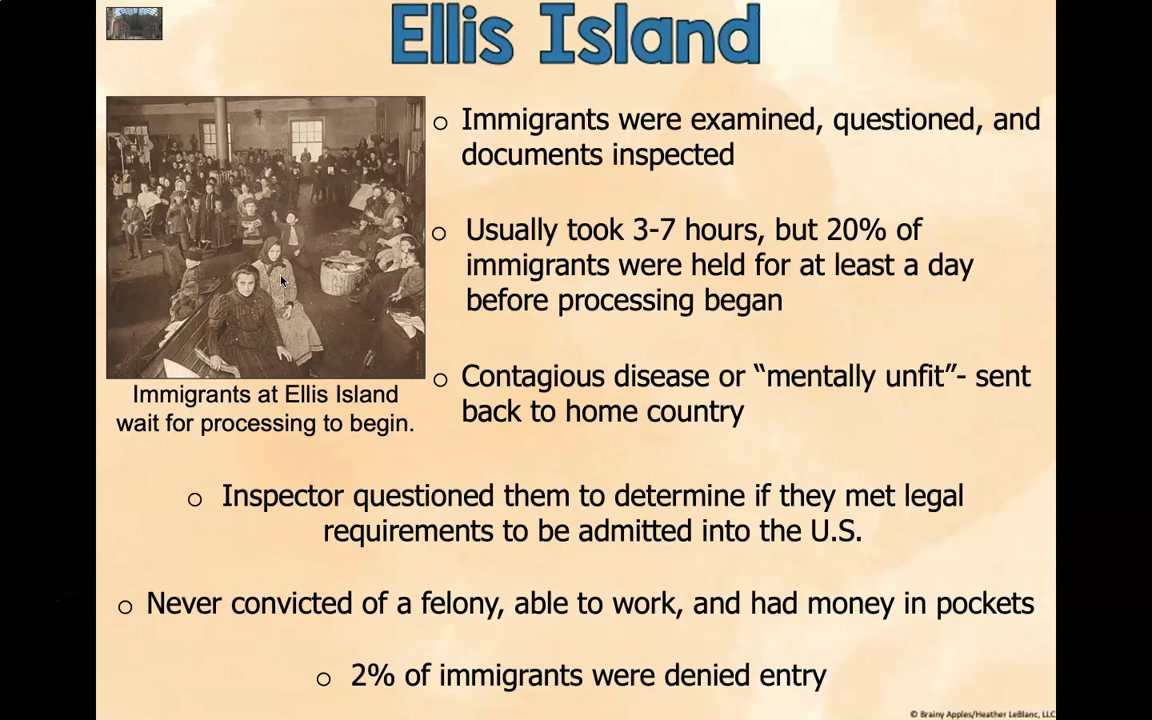 Ellis Island
○ Immigrants were examined, questioned, and
documents inspected
○ Usually took 3-7 hours, but 20% of
immigrants were held for at least a day
before processing began
○ Contagious disease or “mentally unfit”- sent
back to home country
Immigrants at Ellis Island
wait for processing to begin.
○ Inspector questioned them to determine if they met legal
requirements to be admitted into the U.S.
○ Never convicted of a felony, able to work, and had money in pockets
○ 2% of immigrants were denied entry
© Brainy Apples/Heather LeBlanc, LLC